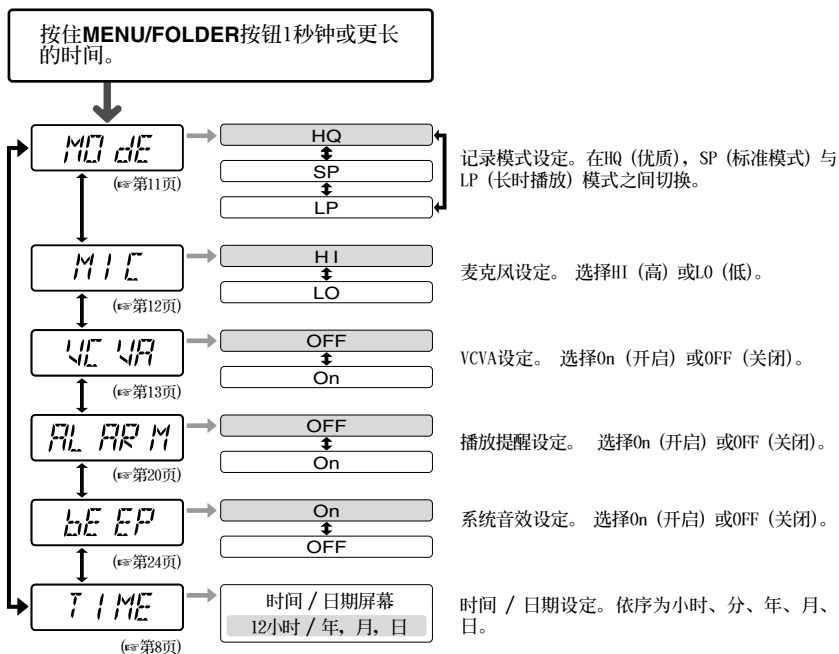 按住MENU/FOLDER按钮1秒钟或更长
的时间。
MO dE
(☞第11页)
HQ
SP
LP
记录模式设定。在HQ (优质), SP (标准模式) 与
LP (长时播放) 模式之间切换。
MIC
(☞第12页)
HI
LO
麦克风设定。 选择HI (高) 或LO (低)。
VC VA
(☞第13页)
OFF
On
VCVA设定。 选择On (开启) 或OFF (关闭)。
AL AR M
(☞第20页)
OFF
On
播放提醒设定。 选择On (开启) 或OFF (关闭)。
bE EP
(☞第24页)
On
OFF
系统音效设定。 选择On (开启) 或OFF (关闭)。
TIME
(☞第8页)
时间 / 日期屏幕
12小时 / 年, 月, 日
时间 / 日期设定。依序为小时、分、年、月、
日。